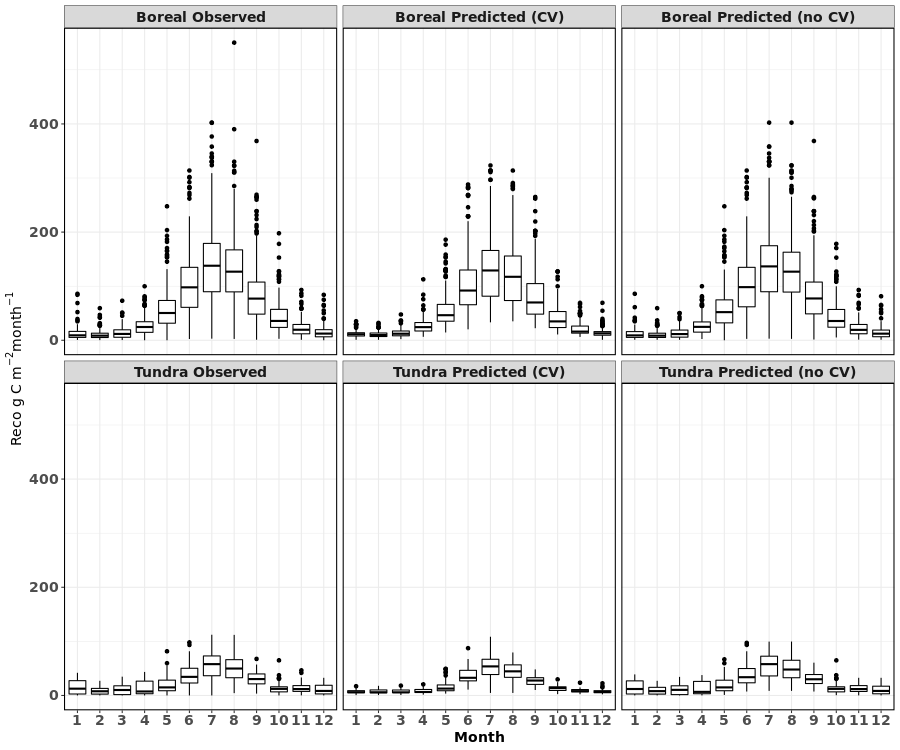 Boreal Observed Boreal Predicted (CV) Boreal Predicted (no CV)
400
200
0
Tundra Observed Tundra Predicted (CV) Tundra Predicted (no CV)
400
200
0
1 2 3 4 5 6 7 8 9 10 11 12 1 2 3 4 5 6 7 8 9 10 11 12 1 2 3 4 5 6 7 8 9 10 11 12
Month
Reco g C m⁻²month⁻¹